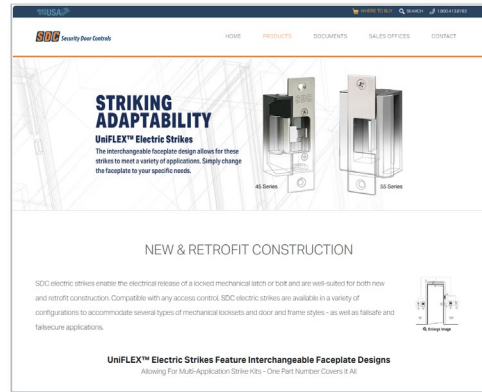 USA
WHERE TO BUY SEARCH 1.800.413.8783
SDC Security Door Controls
HOME PRODUCTS DOCUMENTS SALES OFFICES CONTACT
STRIKING
ADAPTABILITY
UniFLEX™ Electric Strikes
The interchangeable faceplate design allows for these
strikes to meet a variety of applications. Simply change
the faceplate to your specific needs.
SDC
45 Series
55 Series
NEW & RETROFIT CONSTRUCTION
SDC electric strikes enable the electrical release of a locked mechanical latch or bolt and are well-suited for both new
and retrofit construction. Compatible with any access control, SDC electric strikes are available in a variety of
configurations to accommodate several types of mechanical locksets and door and frame styles - as well as failsafe and
failsecure applications.
Enlarge Image
UniFLEX™ Electric Strikes Feature Interchangeable Faceplate Designs
Allowing For Multi-Application Strike Kits - One Part Number Covers it All